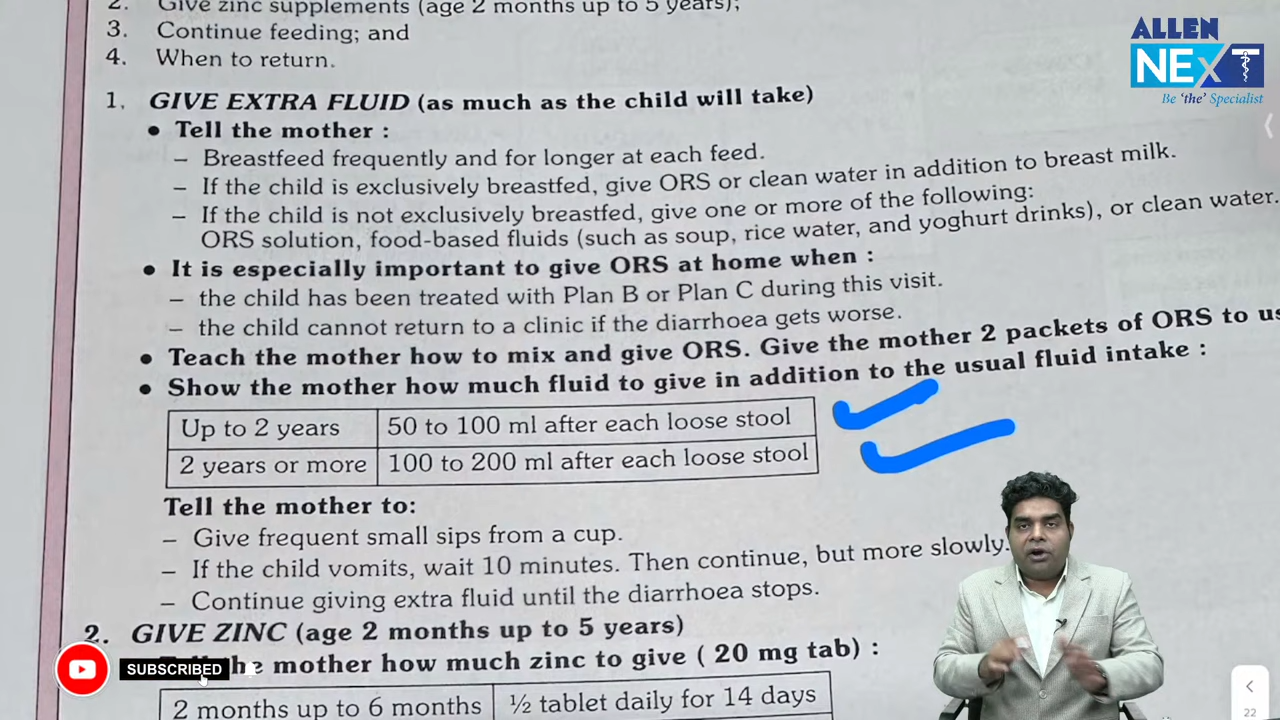 2. Give zinc supplements (age 2 months up to 5 years);
3. Continue feeding; and
4. When to return.
1. GIVE EXTRA FLUID (as much as the child will take)
• Tell the mother :
– Breastfeed frequently and for longer at each feed.
– If the child is exclusively breastfed, give ORS or clean water in addition to breast milk.
– If the child is not exclusively breastfed, give one or more of the following:
ORS solution, food-based fluids (such as soup, rice water, and yoghurt drinks), or clean water.
• It is especially important to give ORS at home when :
– the child has been treated with Plan B or Plan C during this visit.
– the child cannot return to a clinic if the diarrhoea gets worse.
• Teach the mother how to mix and give ORS. Give the mother 2 packets of ORS to
• Show the mother how much fluid to give in addition to the usual fluid intake :
Up to 2 years 50 to 100 ml after each loose stool
2 years or more 100 to 200 ml after each loose stool
Tell the mother to:
– Give frequent small sips from a cup.
– If the child vomits, wait 10 minutes. Then continue, but more slowly.
– Continue giving extra fluid until the diarrhoea stops.
2. GIVE ZINC (age 2 months up to 5 years)
the mother how much zinc to give ( 20 mg tab) :
2 months up to 6 months ½ tablet daily for 14 days
ALLEN
NExT
Be 'the' Specialist
SUBSCRIBED
22